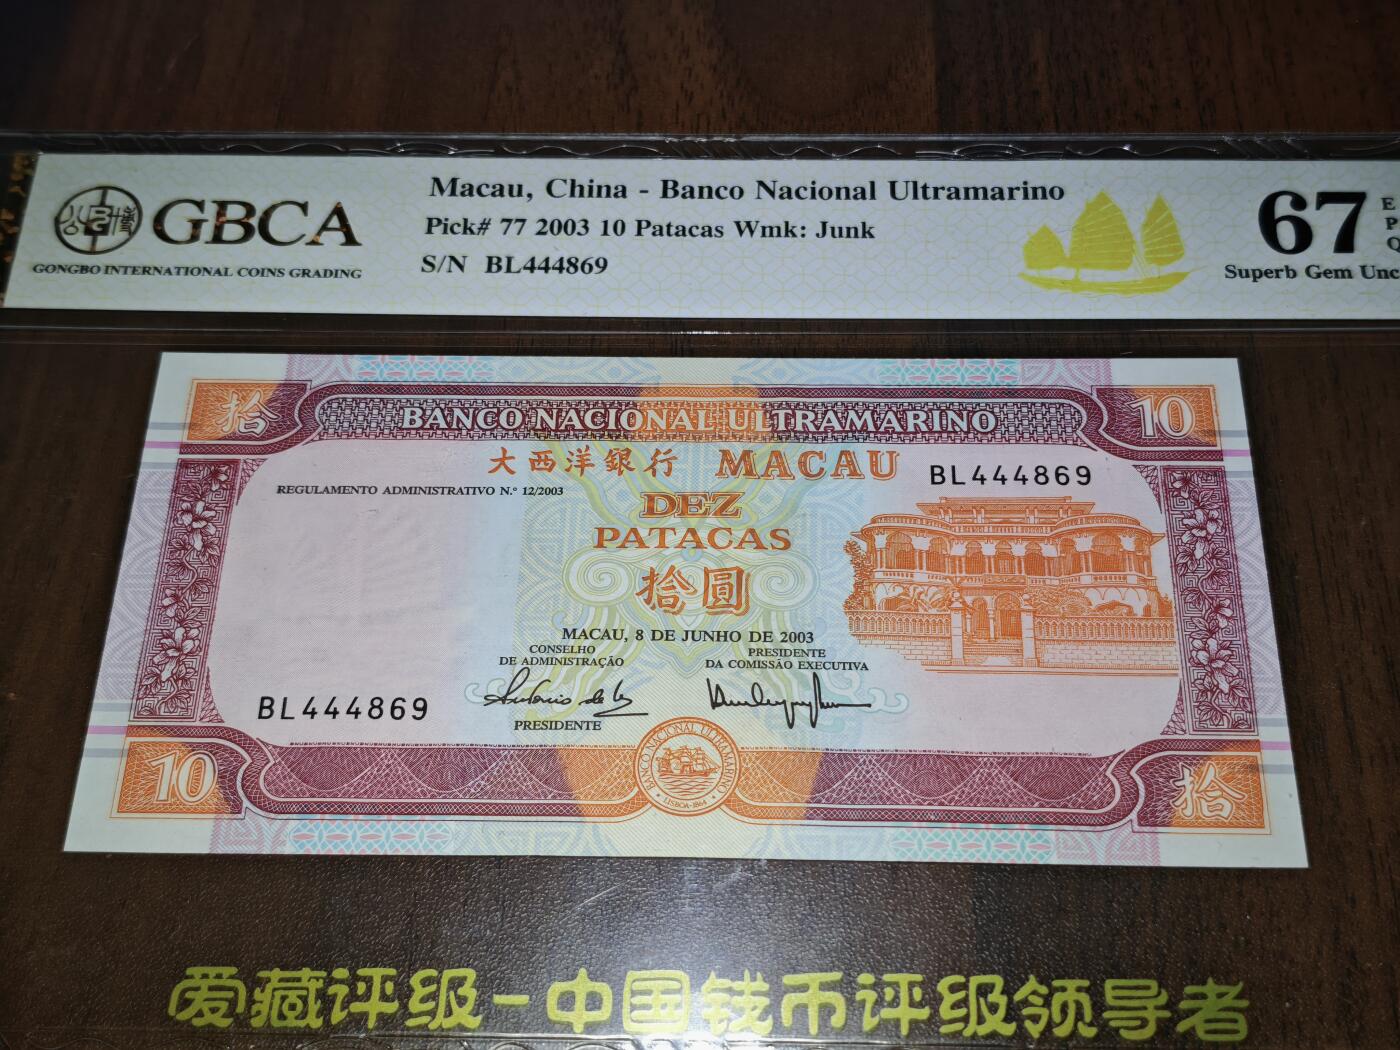 GBCA
GONGBO INTERNATIONAL COINS GRADING
Macau, China - Banco Nacional Ultramarino
Pick# 77 2003 10 Patacas Wmk: Junk
S/N BL444869
67
E
P
Q
Superb Gem Unc
拾
BANCO NACIONAL ULTRAMARINO
10
大西洋銀行 MACAU
BL444869
REGULAMENTO ADMINISTRATIVO N.º 12/2003
DEZ
PATACAS
拾圓
MACAU, 8 DE JUNHO DE 2003
CONSELHO
DE ADMINISTRAÇÃO
PRESIDENTE
DA COMISSÃO EXECUTIVA
PRESIDENTE
BL444869
10
BANCO NACIONAL ULTRAMARINO
LISBOA-1864
拾
爱藏评级-中国钱币评级领导者